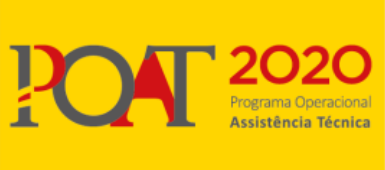 POAT 2020
Programa Operacional
Assistência Técnica